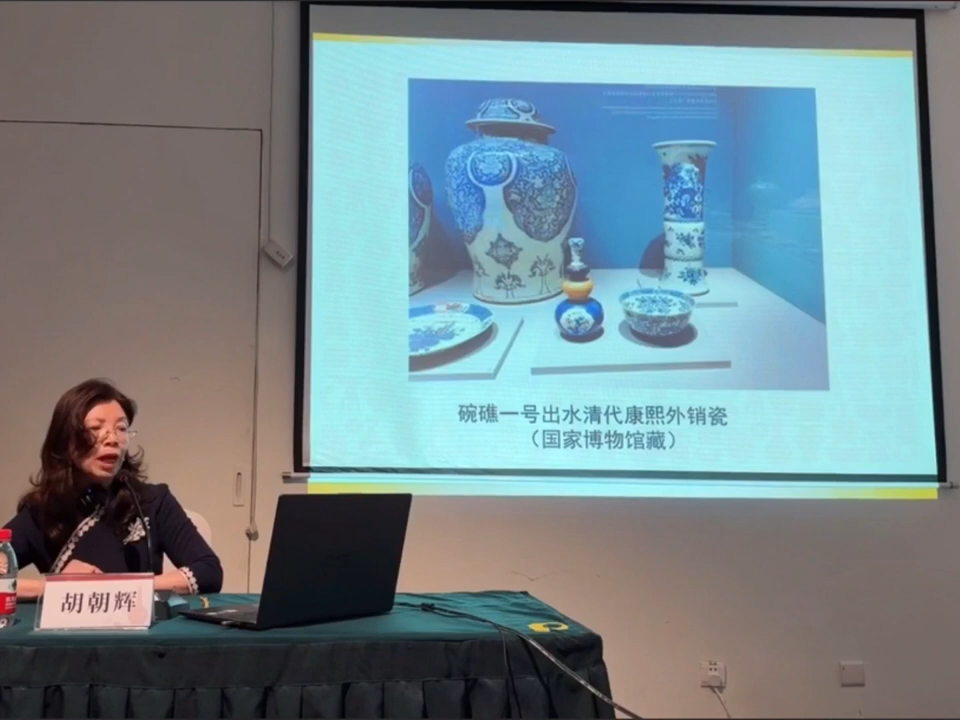 碗礁一号出水清代康熙外销瓷
（国家博物馆藏）
胡朝辉